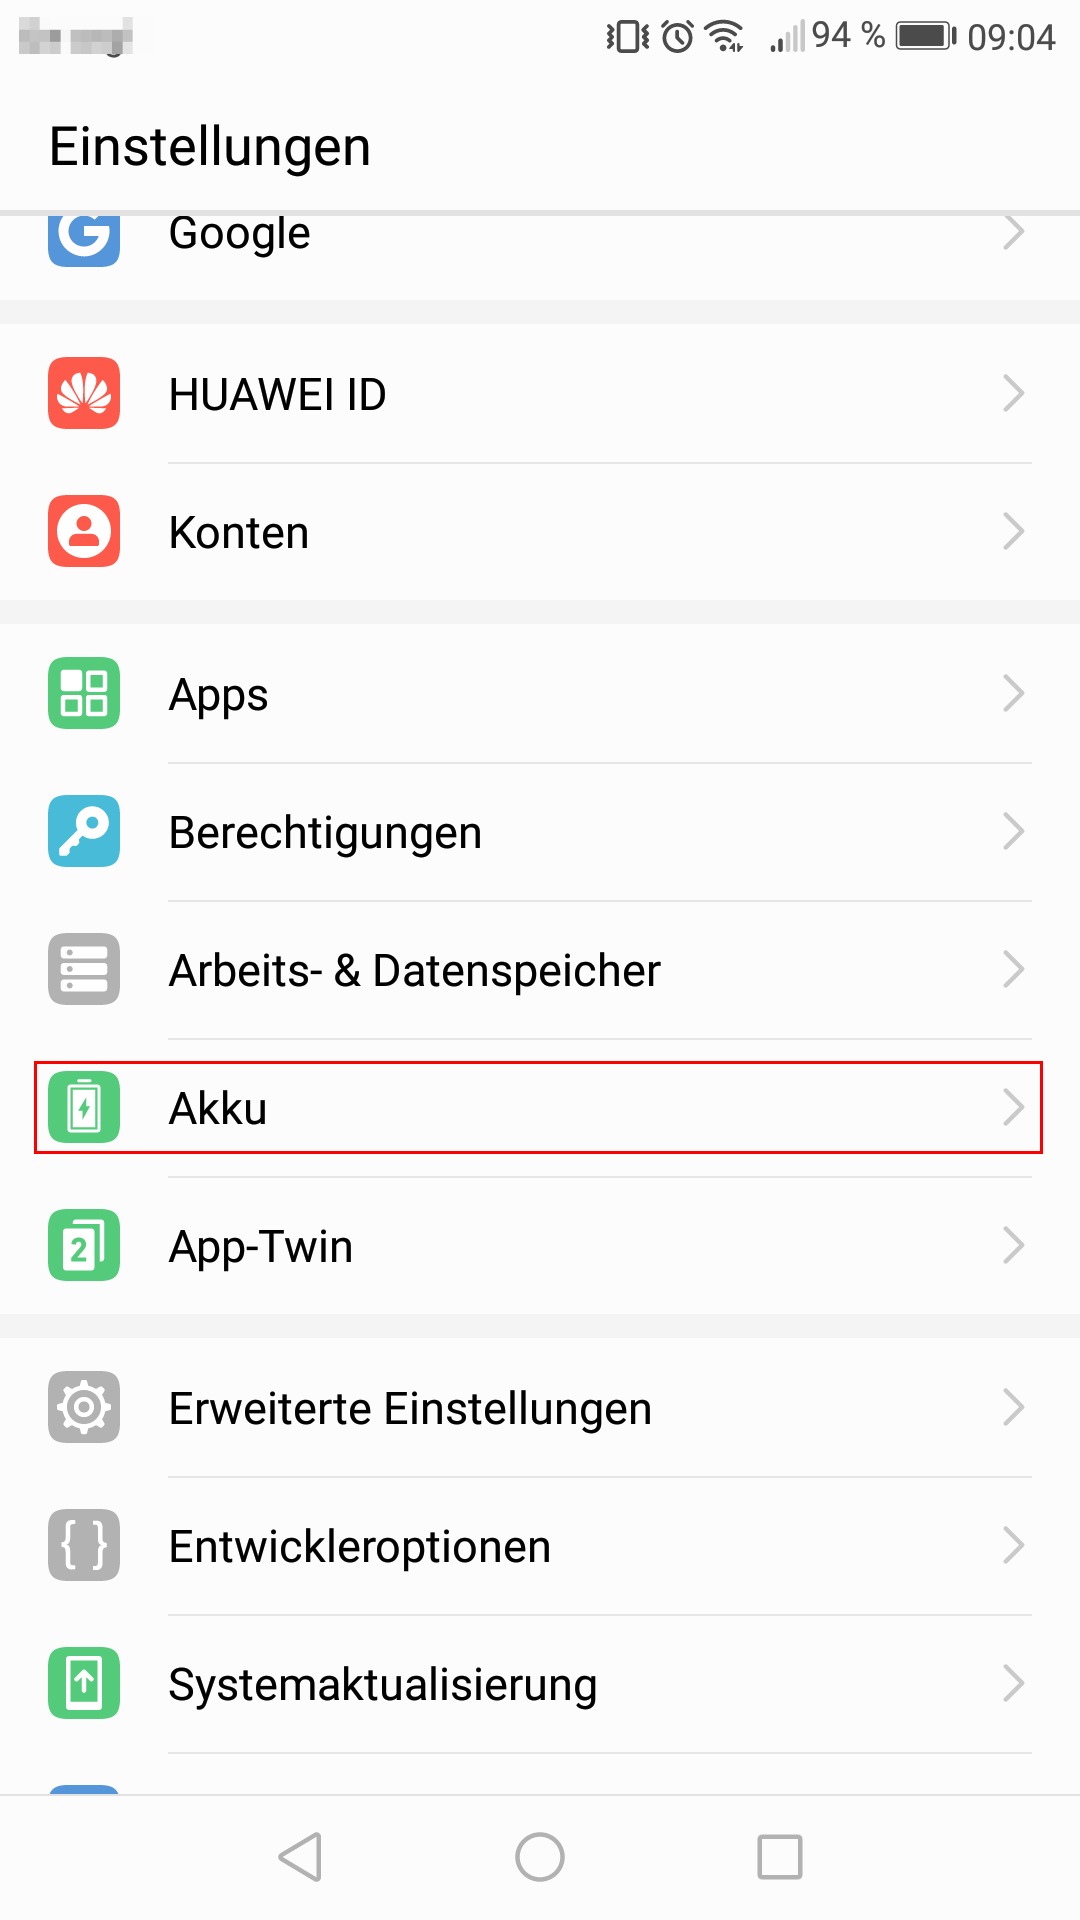 94 % 09:04
Einstellungen
Google
HUAWEI ID
Konten
Apps
Berechtigungen
Arbeits- & Datenspeicher
Akku
2 App-Twin
Erweiterte Einstellungen
Entwickleroptionen
Systemaktualisierung